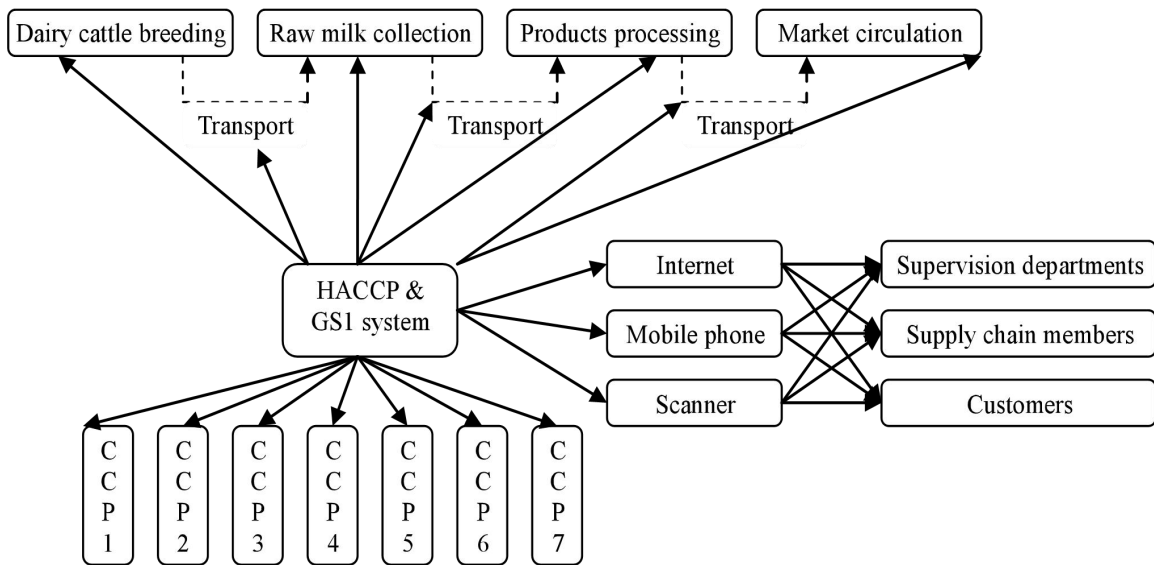 Dairy cattle breeding
Raw milk collection
Products processing
Market circulation
Transport
Transport
Transport
HACCP &
GS1 system
Internet
Supervision departments
Mobile phone
Supply chain members
Scanner
Customers
C
C
P
1
C
C
P
2
C
C
P
3
C
C
P
4
C
C
P
5
C
C
P
6
C
C
P
7